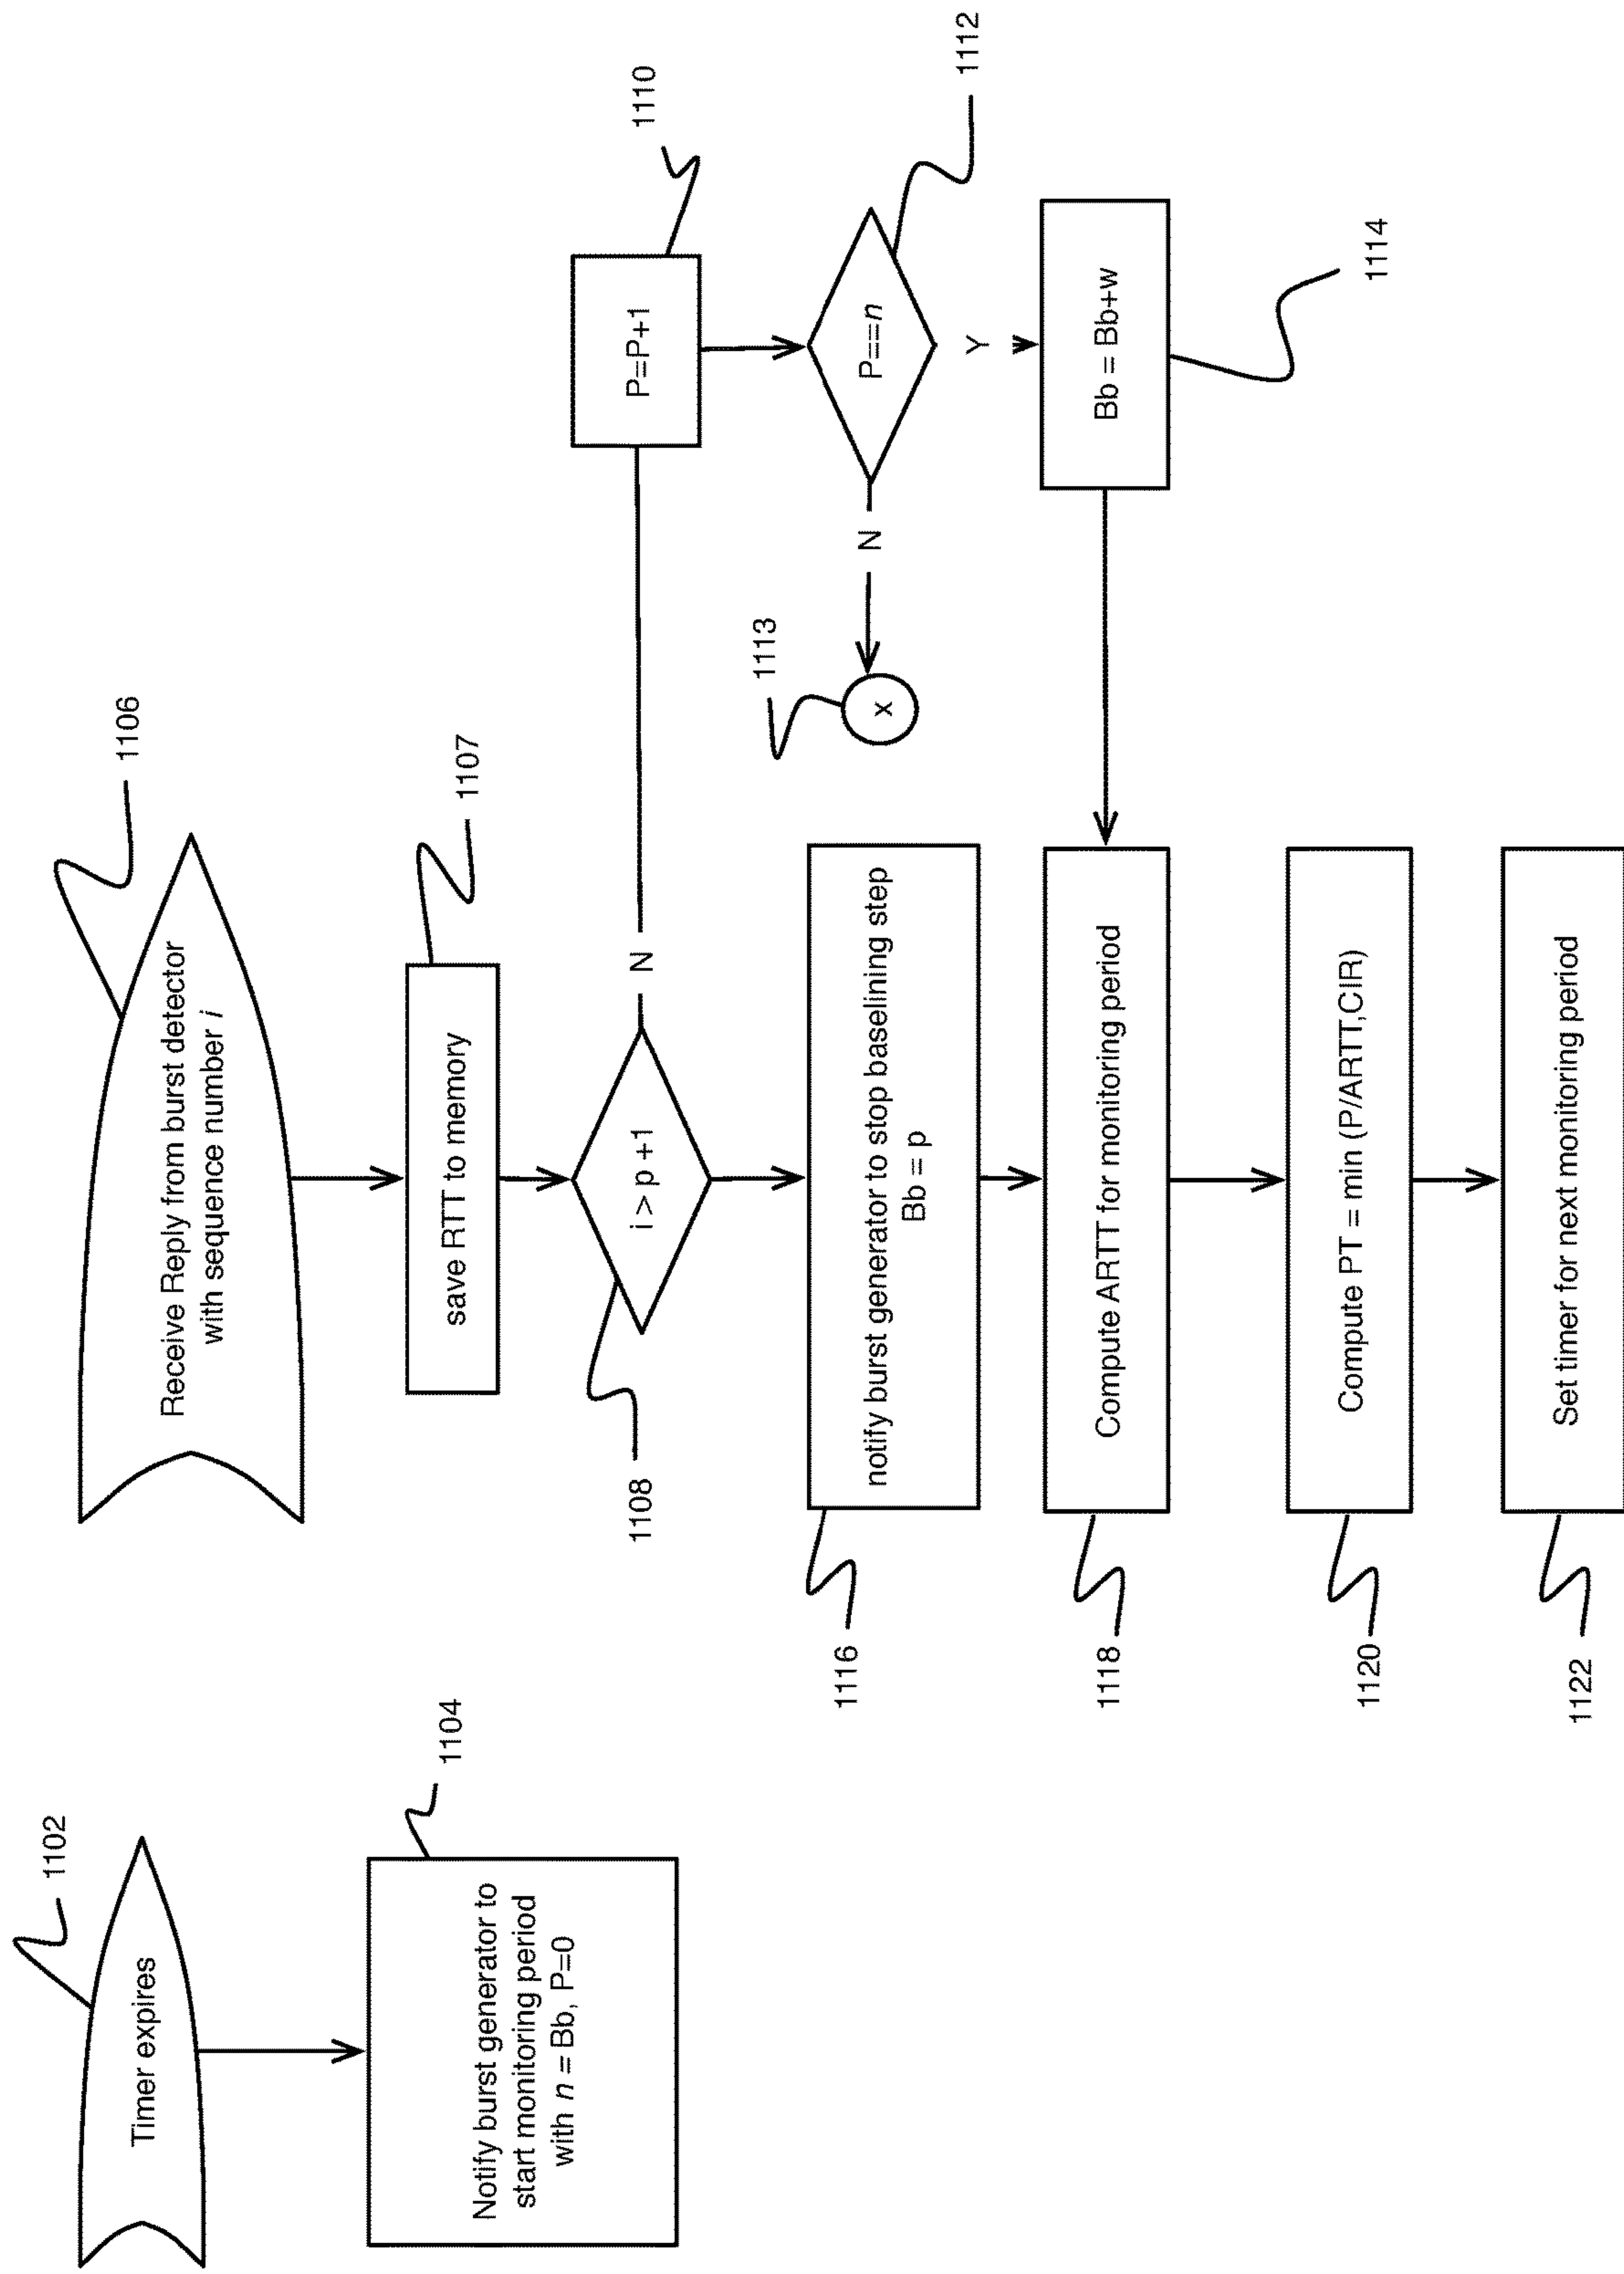 1102
Timer expires
1104
Notify burst generator to
start monitoring period
with n = Bb, P=0
1106
Receive Reply from burst detector
with sequence number i
1107
save RTT to memory
1108
i > p +1
N
1110
P=P+1
1112
P==n
N
1113
x
Y
1114
Bb = Bb+w
1116
notify burst generator to stop baselining step
Bb = p
1118
Compute ARTT for monitoring period
1120
Compute PT = min (P/ARTT,CIR)
1122
Set timer for next monitoring period